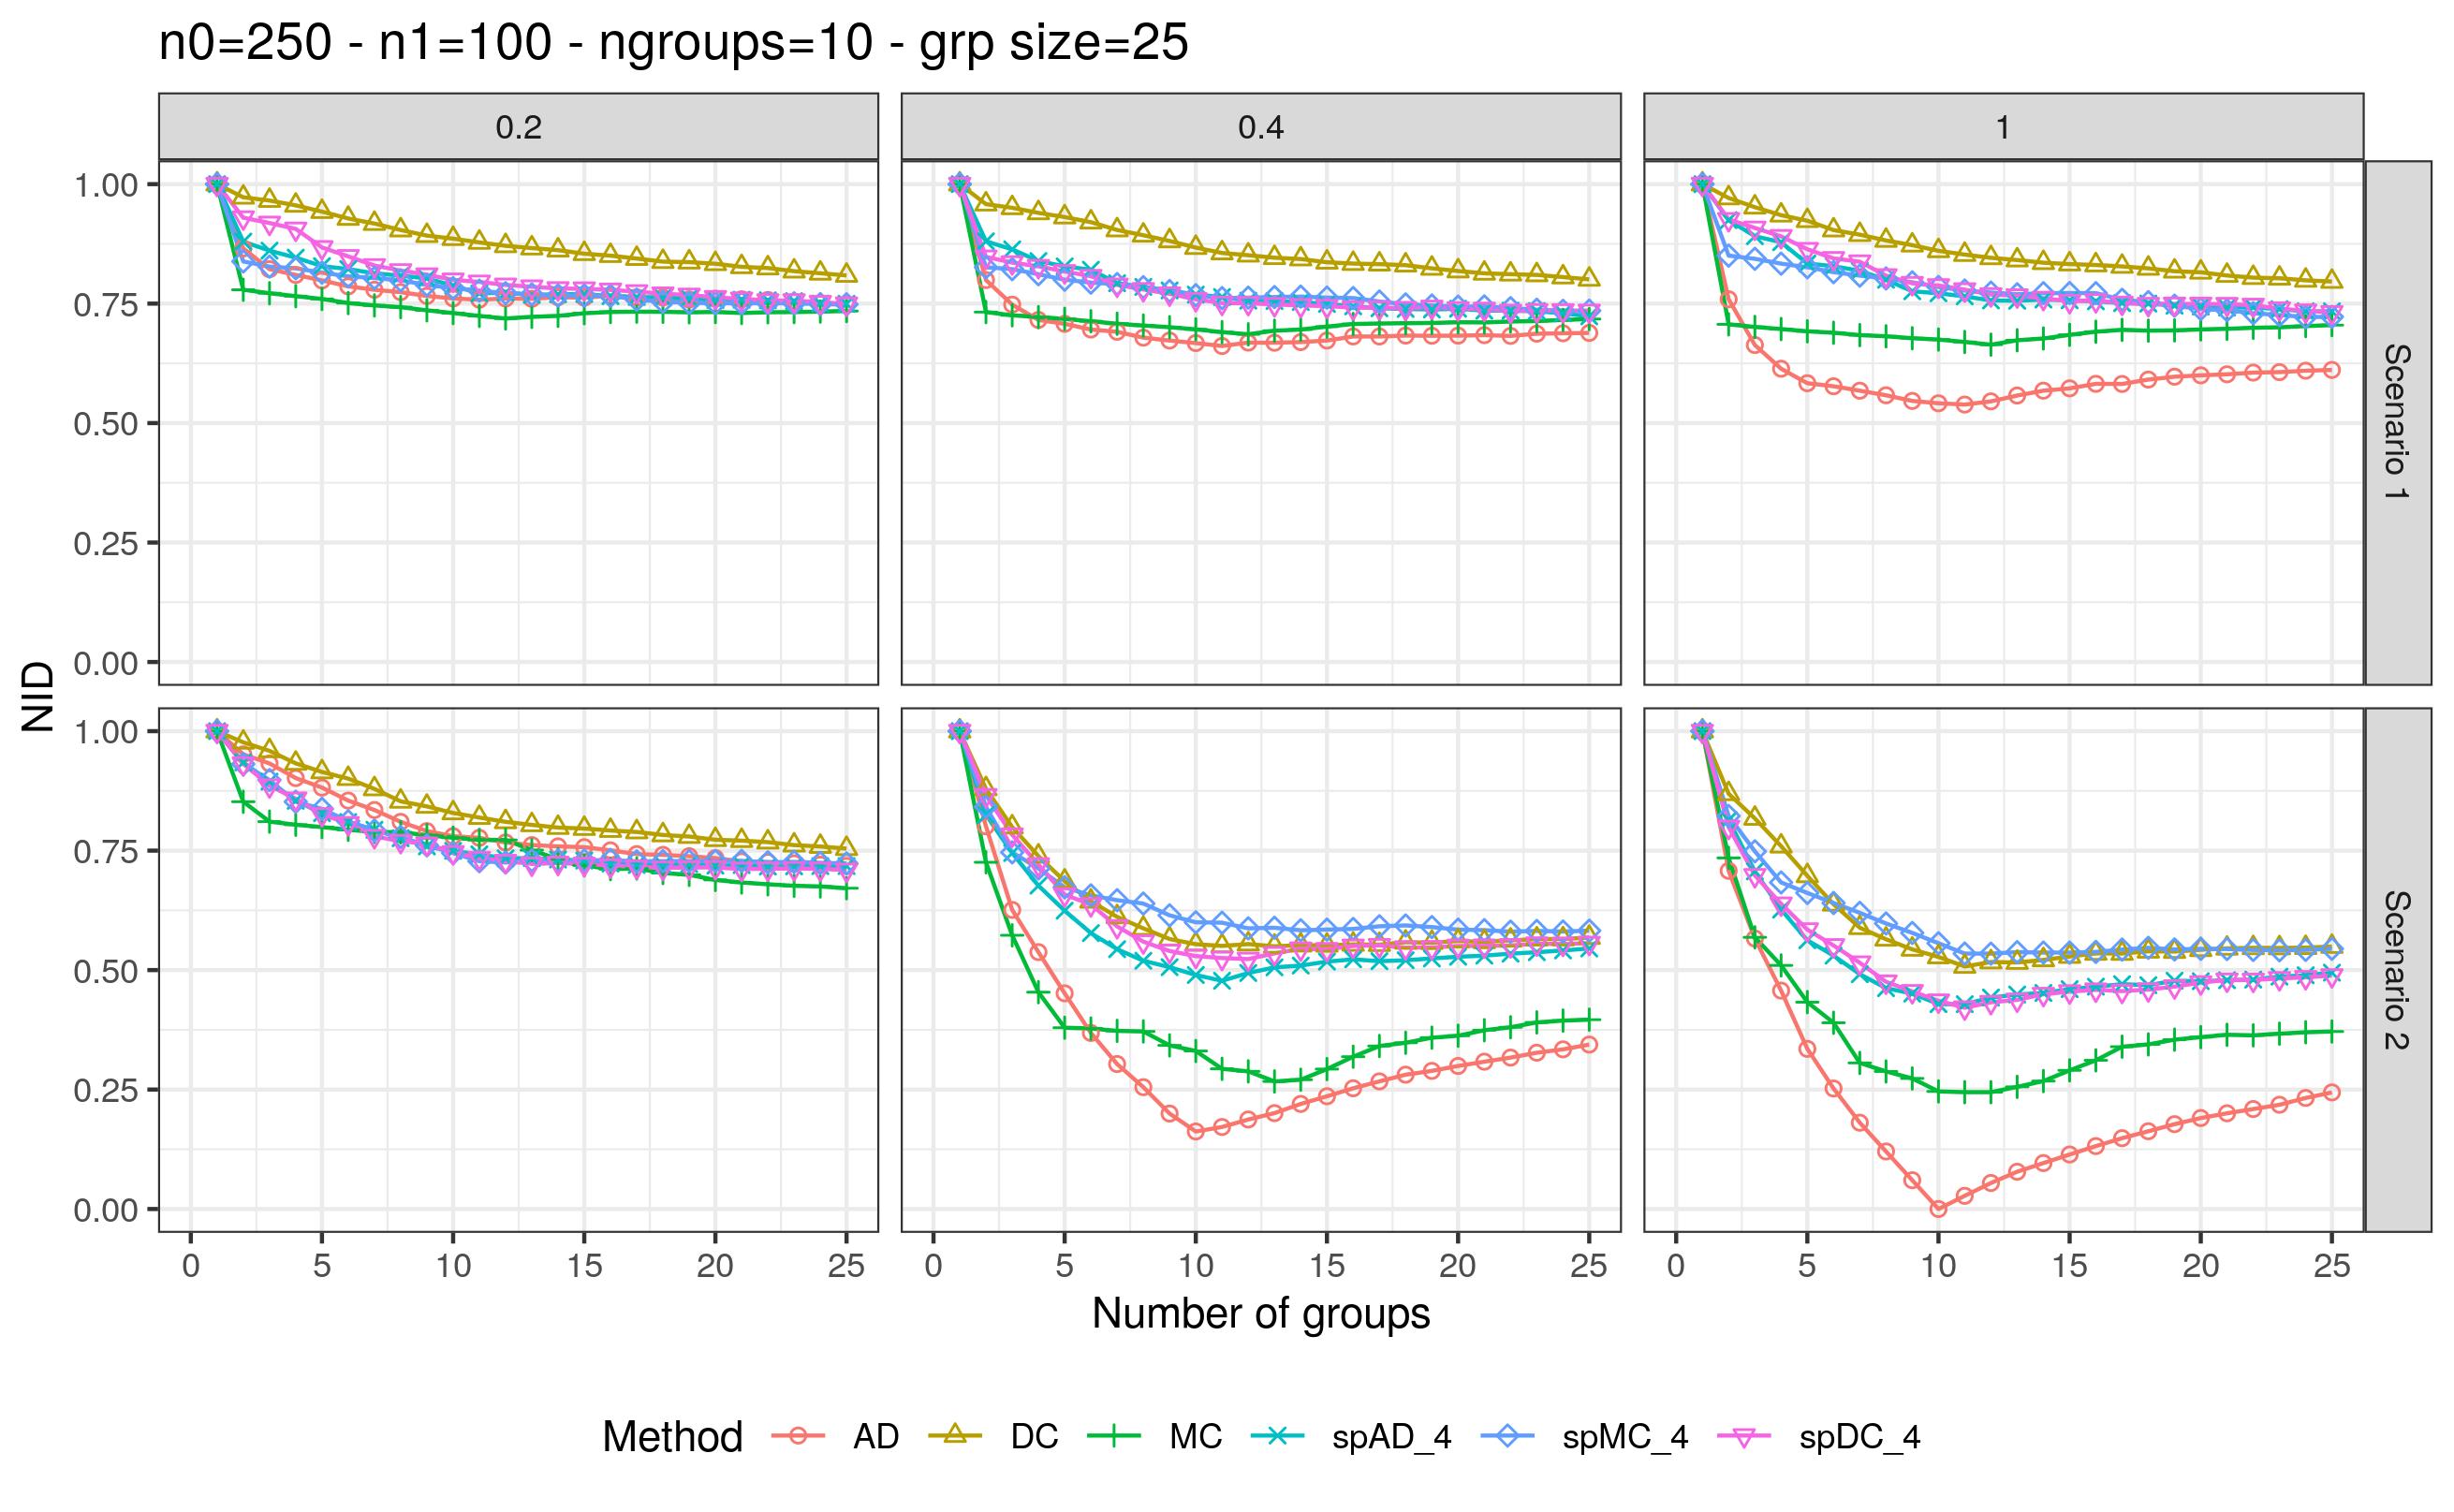 n0=250 - n1=100 - ngroups=10 - grp size=25
0.2 0.4 1
1.00
0.75
0.50
0.25
0.00
Scenario 1
NID
1.00
0.75
0.50
0.25
0.00
Scenario 2
0 5 10 15 20 25 0 5 10 15 20 25 0 5 10 15 20 25
Number of groups
Method AD DC MC spAD_4 spMC_4 spDC_4